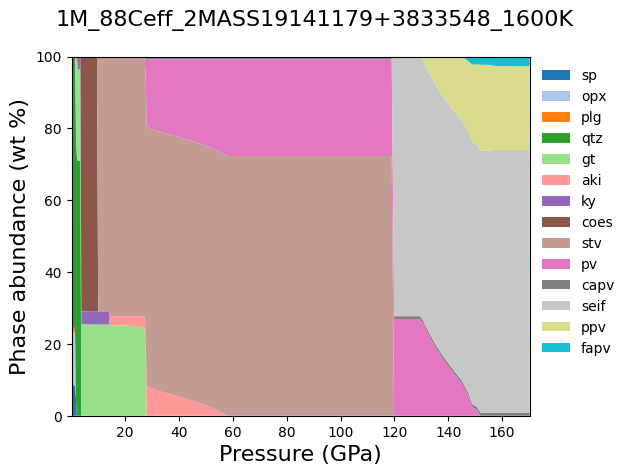 1M_88Ceff_2MASS19141179+3833548_1600K
Phase abundance (wt %)
100
80
60
40
20
0
20 40 60 80 100 120 140 160
Pressure (GPa)
sp
opx
plg
qtz
gt
aki
ky
coes
stv
pv
capv
seif
ppv
fapv